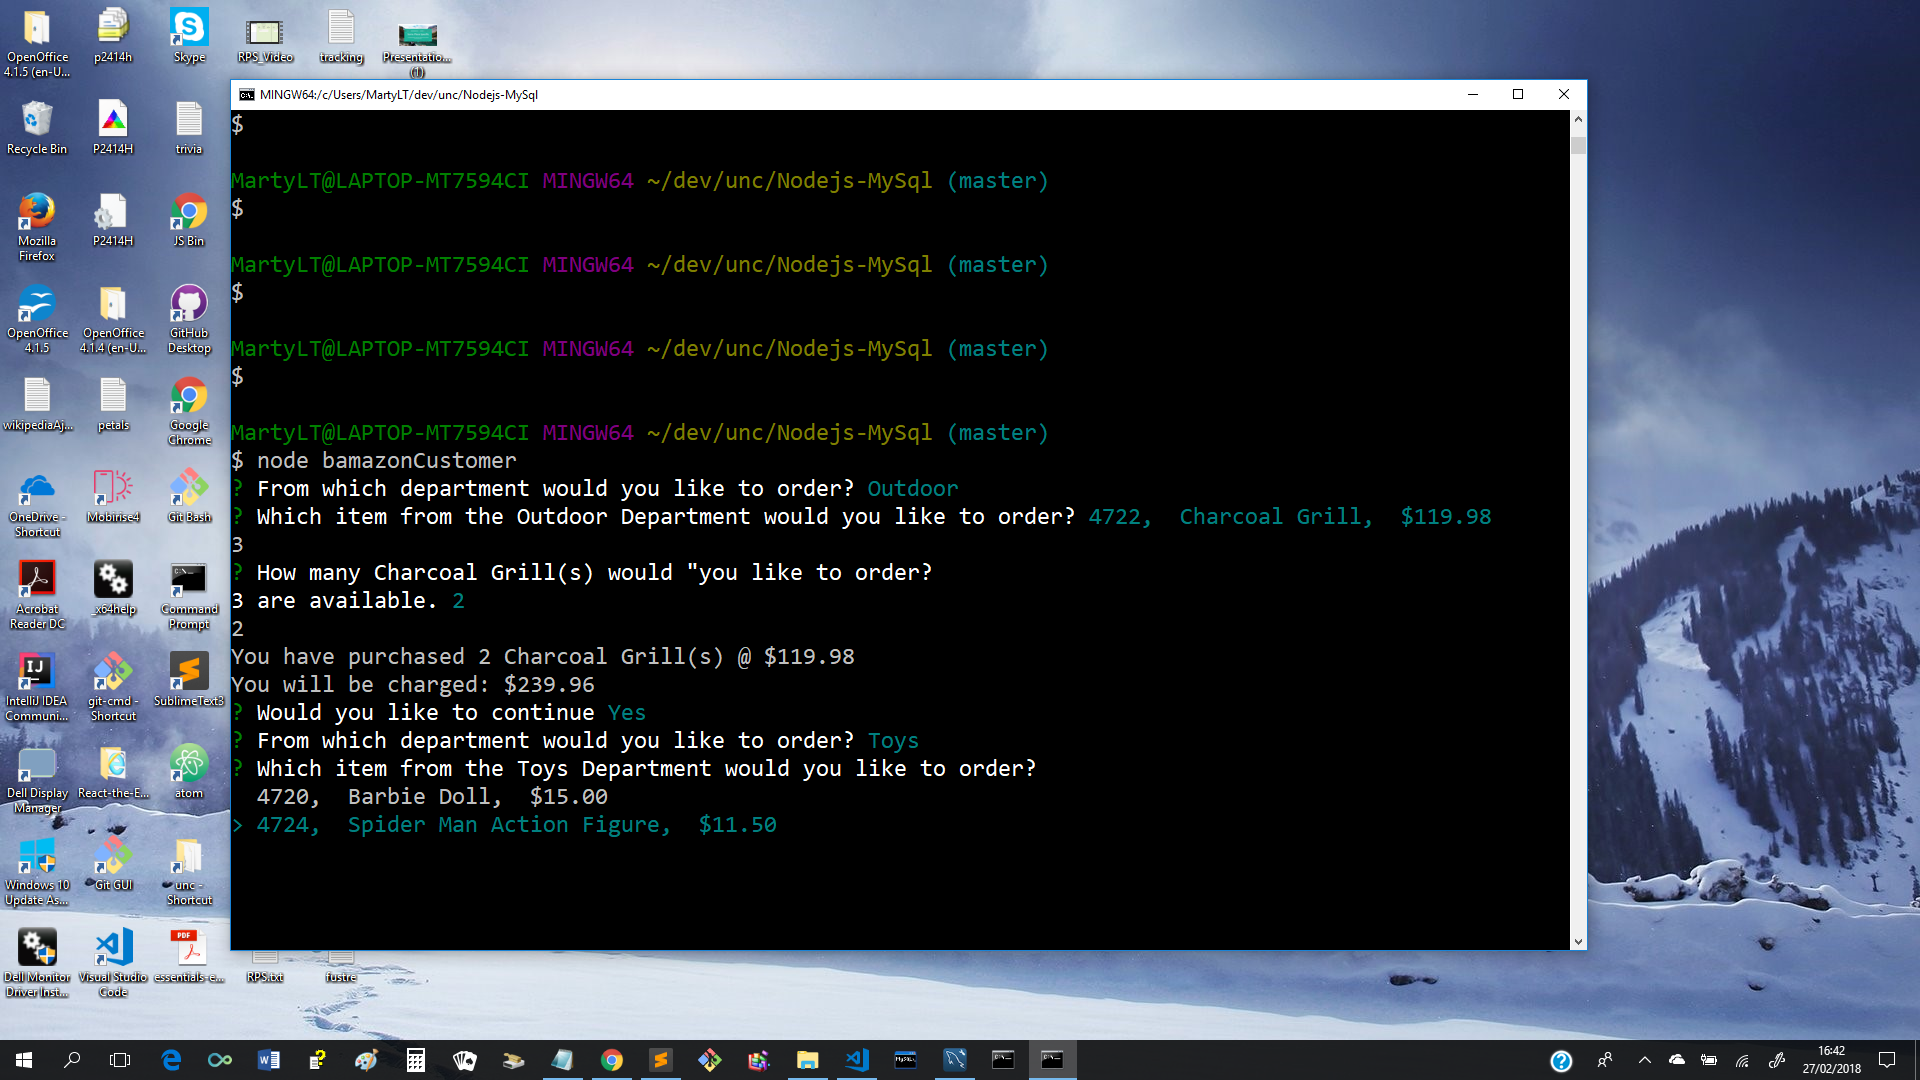 OpenOffice 4.1.5 (en-U...
p2414h
Skype
RPS_Video
tracking
Presentatio... (1)
Recycle Bin
P2414H
trivia
Mozilla Firefox
P2414H
JS Bin
OpenOffice 4.1.5
OpenOffice 4.1.4 (en-U...
GitHub Desktop
wikipediaAj...
petals
Google Chrome
OneDrive - Shortcut
Mobirise4
Git Bash
Acrobat Reader DC
_x64help
Command Prompt
IntelliJ IDEA Communi...
git-cmd - Shortcut
SublimeText3
Dell Display Manager
React-the-E...
atom
Windows 10 Update As...
Git GUI
unc - Shortcut
Dell Monitor Driver Inst...
Visual Studio Code
essentials-e...
RPS.txt
fustre
MINGW64:/c/Users/MartyLT/dev/unc/Nodejs-MySql
$
MartyLT@LAPTOP-MT7594CI MINGW64 ~/dev/unc/Nodejs-MySql (master)
$
MartyLT@LAPTOP-MT7594CI MINGW64 ~/dev/unc/Nodejs-MySql (master)
$
MartyLT@LAPTOP-MT7594CI MINGW64 ~/dev/unc/Nodejs-MySql (master)
$
MartyLT@LAPTOP-MT7594CI MINGW64 ~/dev/unc/Nodejs-MySql (master)
$ node bamazonCustomer
? From which department would you like to order? Outdoor
? Which item from the Outdoor Department would you like to order? 4722,  Charcoal Grill,  $119.98
3
? How many Charcoal Grill(s) would "you like to order?
3 are available. 2
2
You have purchased 2 Charcoal Grill(s) @ $119.98
You will be charged: $239.96
? Would you like to continue Yes
? From which department would you like to order? Toys
? Which item from the Toys Department would you like to order?
  4720,  Barbie Doll,  $15.00
> 4724,  Spider Man Action Figure,  $11.50
16:42
27/02/2018